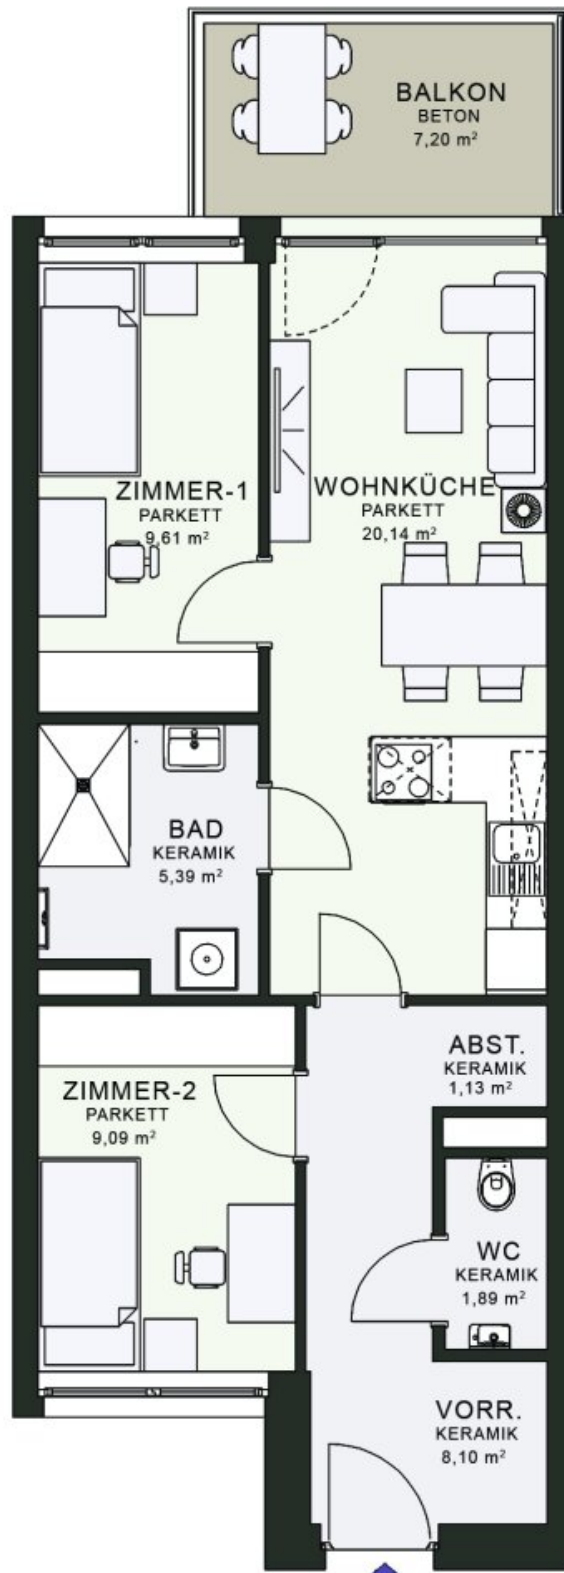 BALKON
BETON
7,20 m²
ZIMMER-1
PARKETT
9,61 m²
WOHNKÜCHE
PARKETT
20,14 m²
BAD
KERAMIK
5,39 m²
ABST.
KERAMIK
1,13 m²
ZIMMER-2
PARKETT
9,09 m²
WC
KERAMIK
1,89 m²
VORR.
KERAMIK
8,10 m²